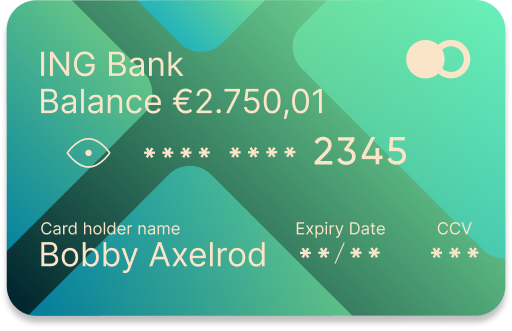 ING Bank
Balance €2.750,01
**** **** 2345
Card holder name
Bobby Axelrod
Expiry Date
**/**
CCV
***